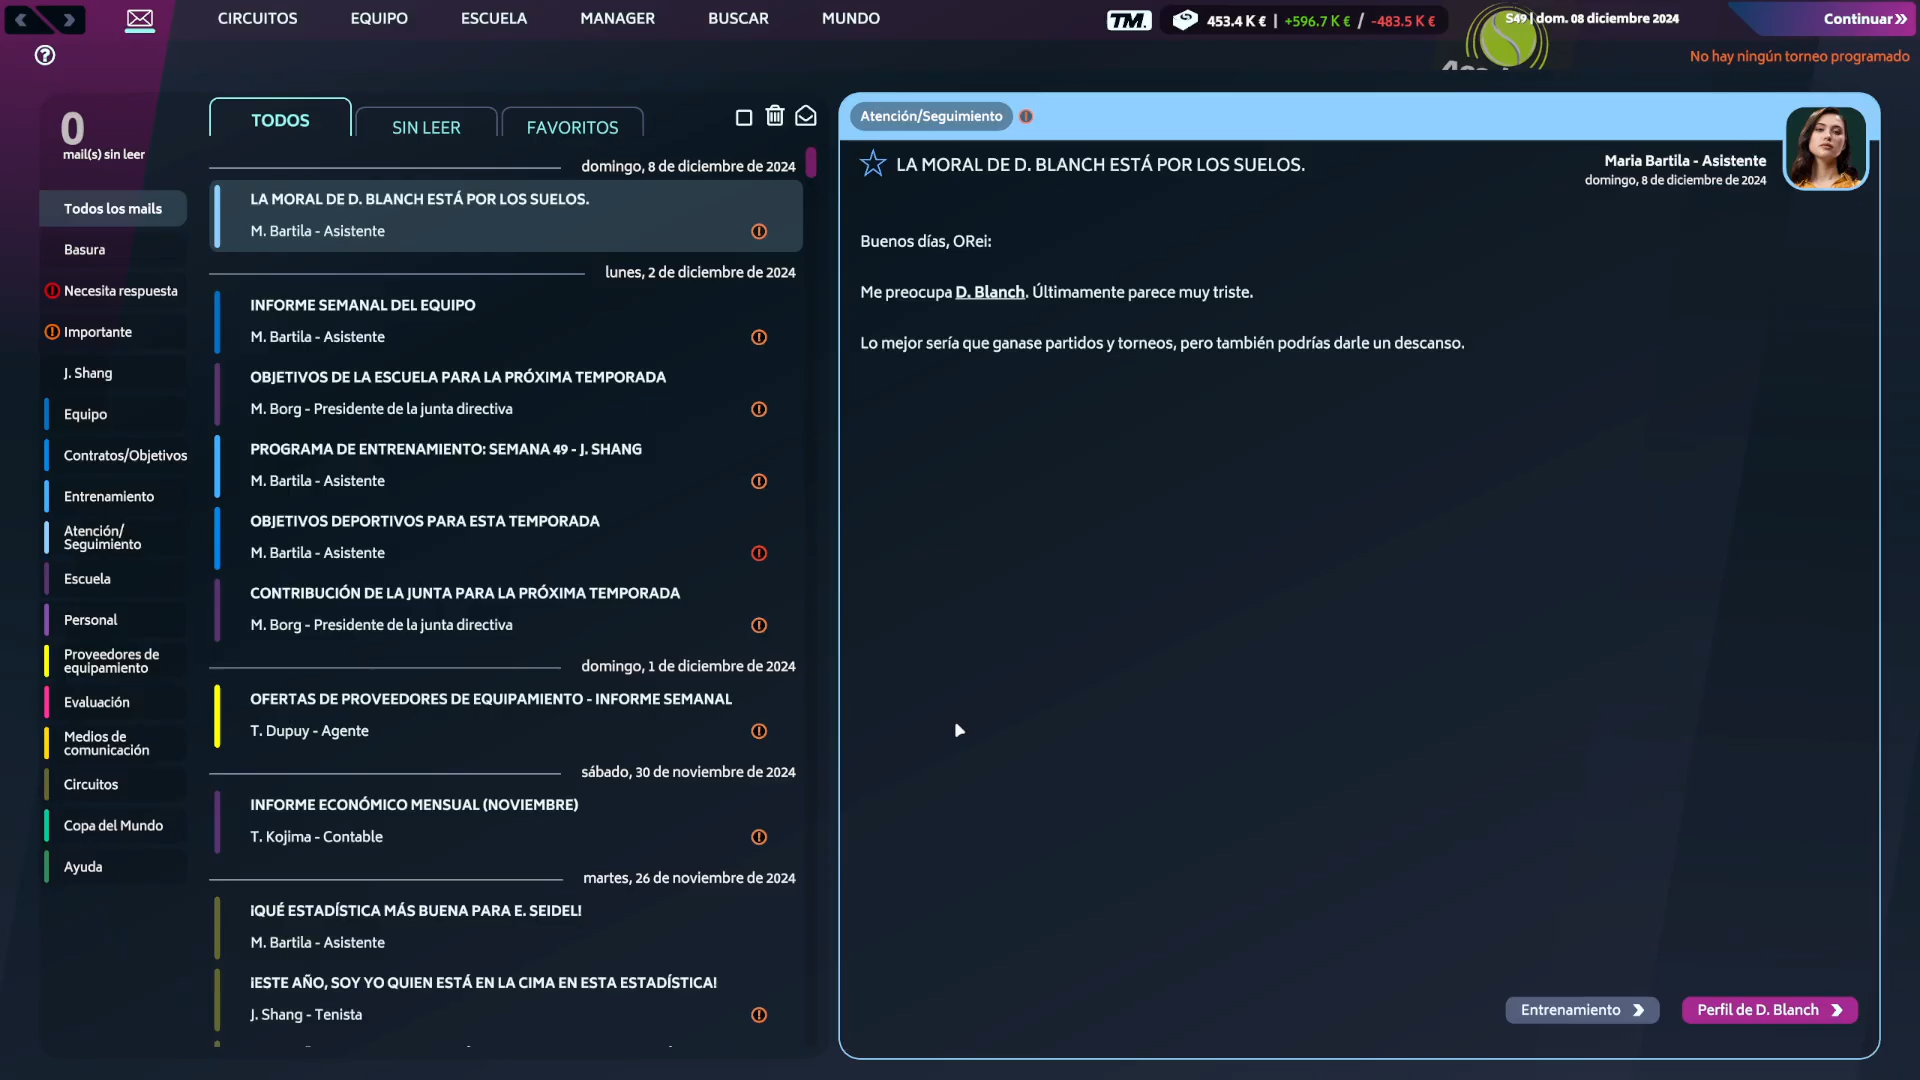 CIRCUITOS
EQUIPO
ESCUELA
MANAGER
BUSCAR
MUNDO
TM.
453.4 K € | +596.7 K € / -483.5 K €
S49 | dom. 08 diciembre 2024
Continuar
No hay ningún torneo programado
0
mail(s) sin leer
Todos los mails
Basura
Necesita respuesta
Importante
J. Shang
Equipo
Contratos/Objetivos
Entrenamiento
Atención/
Seguimiento
Escuela
Personal
Proveedores de
equipamiento
Evaluación
Medios de
comunicación
Circuitos
Copa del Mundo
Ayuda
TODOS
SIN LEER
FAVORITOS
domingo, 8 de diciembre de 2024
LA MORAL DE D. BLANCH ESTÁ POR LOS SUELOS.
M. Bartila - Asistente
lunes, 2 de diciembre de 2024
INFORME SEMANAL DEL EQUIPO
M. Bartila - Asistente
OBJETIVOS DE LA ESCUELA PARA LA PRÓXIMA TEMPORADA
M. Borg - Presidente de la junta directiva
PROGRAMA DE ENTRENAMIENTO: SEMANA 49 - J. SHANG
M. Bartila - Asistente
OBJETIVOS DEPORTIVOS PARA ESTA TEMPORADA
M. Bartila - Asistente
CONTRIBUCIÓN DE LA JUNTA PARA LA PRÓXIMA TEMPORADA
M. Borg - Presidente de la junta directiva
domingo, 1 de diciembre de 2024
OFERTAS DE PROVEEDORES DE EQUIPAMIENTO - INFORME SEMANAL
T. Dupuy - Agente
sábado, 30 de noviembre de 2024
INFORME ECONÓMICO MENSUAL (NOVIEMBRE)
T. Kojima - Contable
martes, 26 de noviembre de 2024
¡QUÉ ESTADÍSTICA MÁS BUENA PARA E. SEIDEL!
M. Bartila - Asistente
¡ESTE AÑO, SOY YO QUIEN ESTÁ EN LA CIMA EN ESTA ESTADÍSTICA!
J. Shang - Tenista
Atención/Seguimiento
LA MORAL DE D. BLANCH ESTÁ POR LOS SUELOS.
Maria Bartila - Asistente
domingo, 8 de diciembre de 2024
Buenos días, ORei:
Me preocupa D. Blanch. Últimamente parece muy triste.
Lo mejor sería que ganase partidos y torneos, pero también podrías darle un descanso.
Entrenamiento
Perfil de D. Blanch